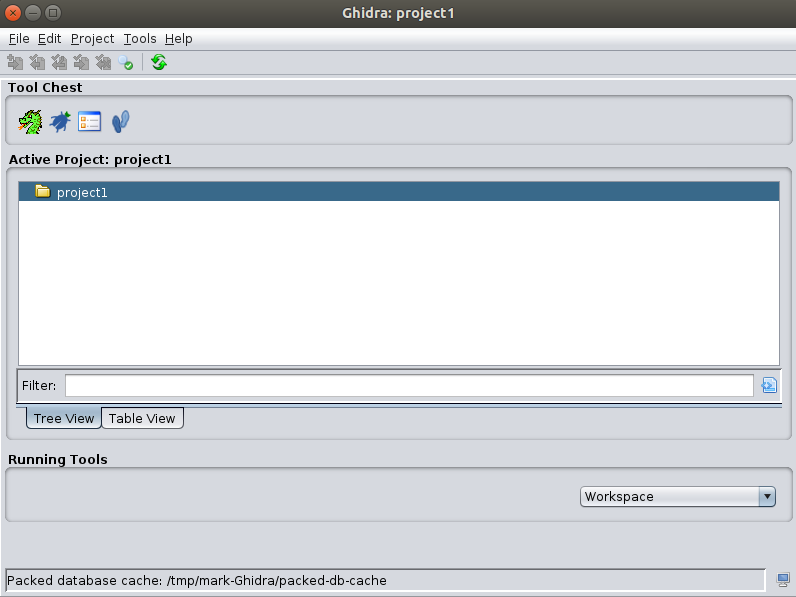 Ghidra: project1
File Edit Project Tools Help
Tool Chest
Active Project: project1
project1
Filter:
Tree View Table View
Running Tools
Workspace
Packed database cache: /tmp/mark-Ghidra/packed-db-cache